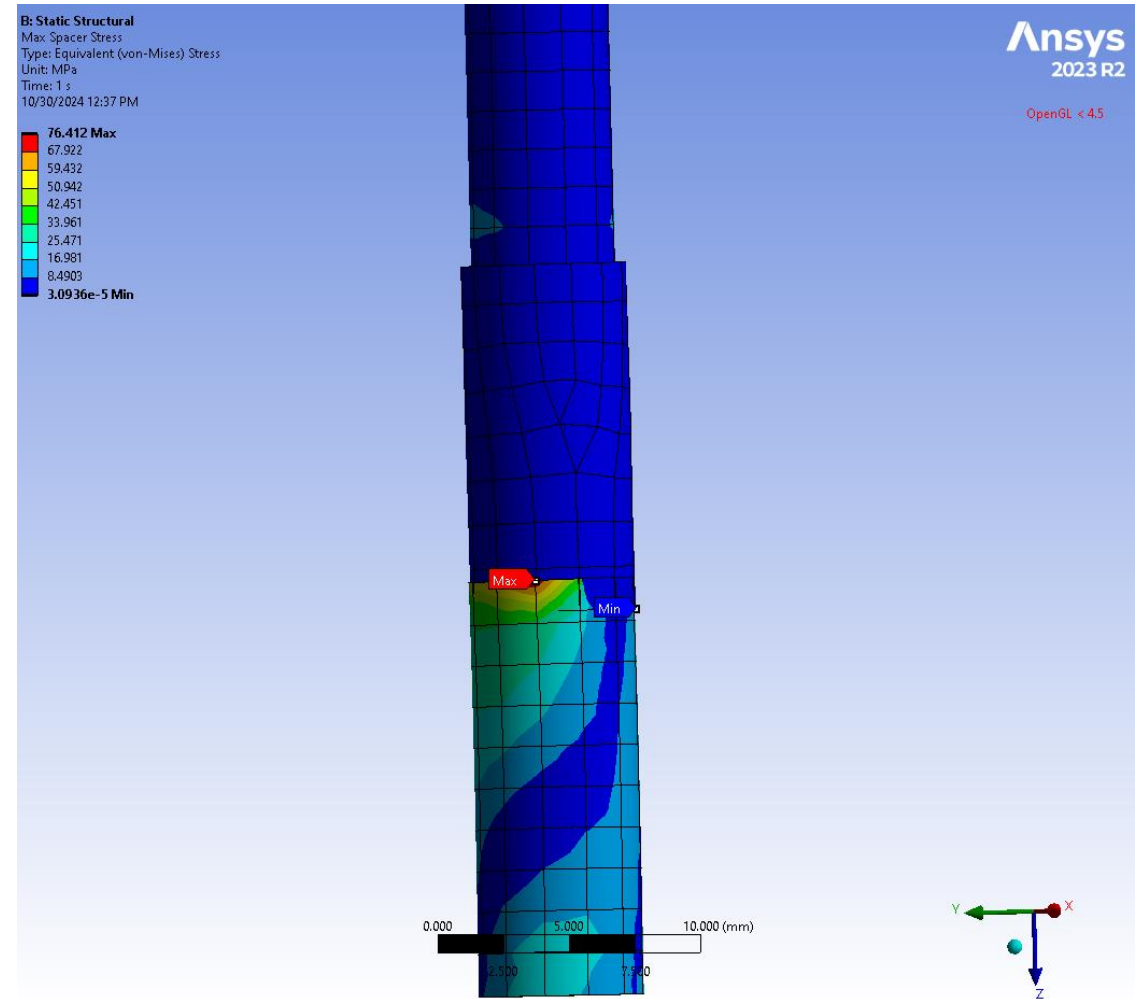 B: Static Structural
Max Spacer Stress
Type: Equivalent (von-Mises) Stress
Unit: MPa
Time: 1 s
10/30/2024 12:37 PM
76.412 Max
67.922
59.432
50.942
42.451
33.961
25.471
16.981
8.4903
3.0936e-5 Min
Ansys
2023 R2
OpenGL < 4.5
Max
Min
0.000 5.000 10.000 (mm)
2.500 7.500
Y X
Z